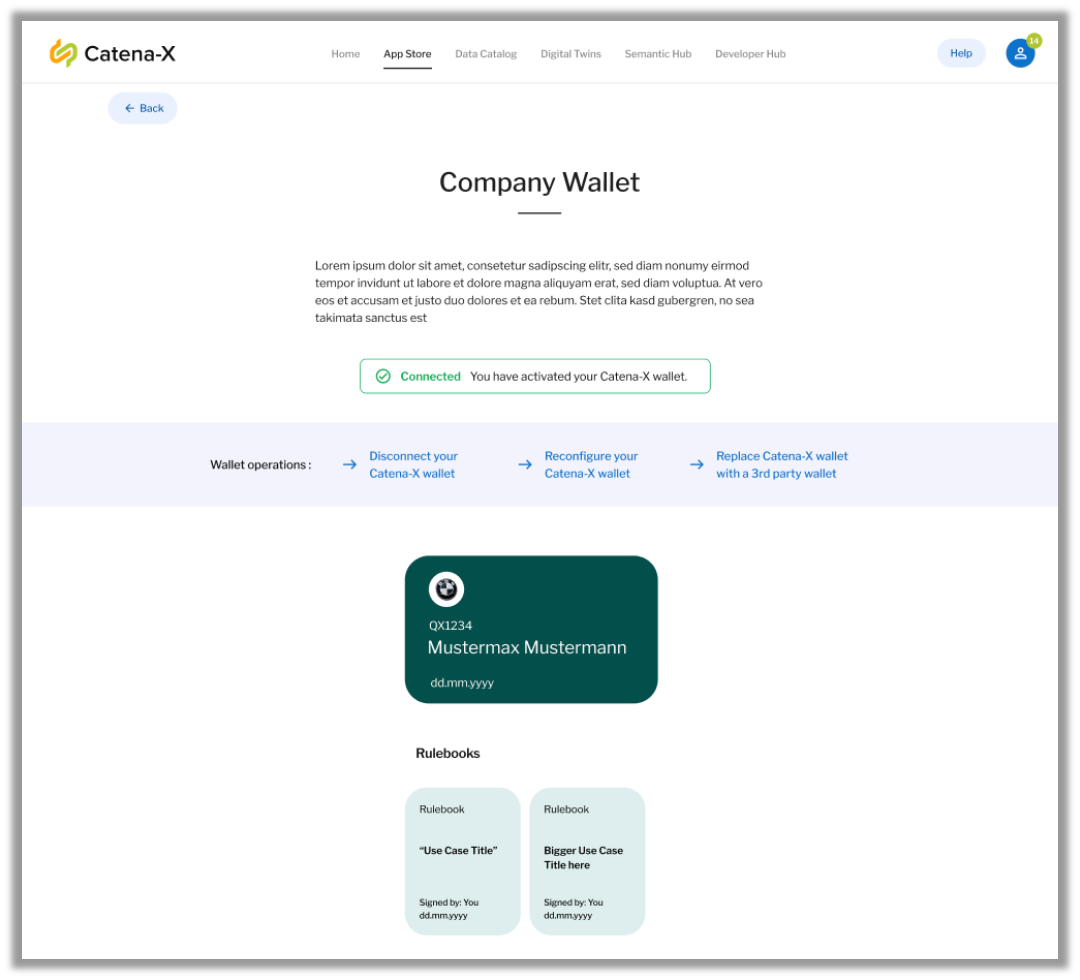 Catena-X
Home App Store Data Catalog Digital Twins Semantic Hub Developer Hub
Help
14
← Back
Company Wallet
Lorem ipsum dolor sit amet, consetetur sadipscing elitr, sed diam nonumy eirmod
tempor invidunt ut labore et dolore magna aliquyam erat, sed diam voluptua. At vero
eos et accusam et justo duo dolores et ea rebum. Stet clita kasd gubergren, no sea
takimata sanctus est
Connected You have activated your Catena-X wallet.
Wallet operations :
→ Disconnect your
Catena-X wallet
→ Reconfigure your
Catena-X wallet
→ Replace Catena-X wallet
with a 3rd party wallet
QX1234
Mustermax Mustermann
dd.mm.yyyy
Rulebooks
Rulebook
“Use Case Title”
Signed by: You
dd.mm.yyyy
Rulebook
Bigger Use Case
Title here
Signed by: You
dd.mm.yyyy